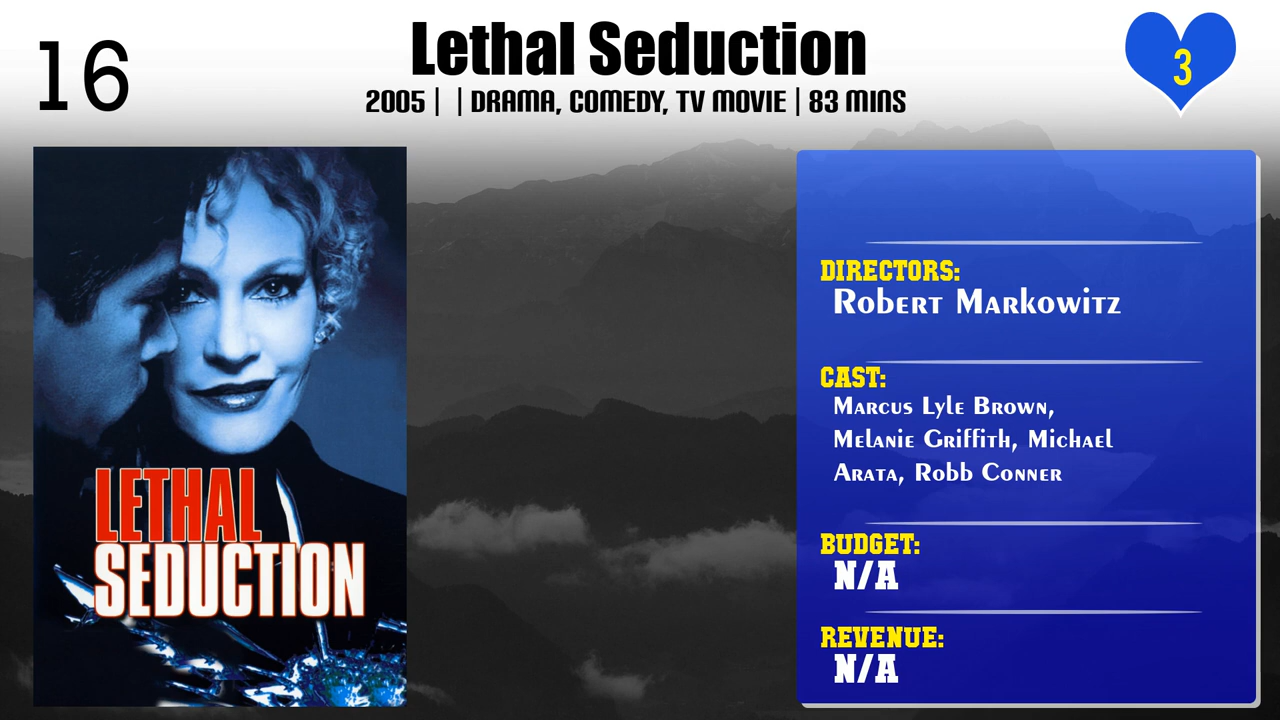 16
Lethal Seduction
2005 | | DRAMA, COMEDY, TV MOVIE | 83 MINS
3
LETHAL
SEDUCTION
DIRECTORS:
Robert Markowitz
CAST:
Marcus Lyle Brown,
Melanie Griffith, Michael
Arata, Robb Conner
BUDGET:
N/A
REVENUE:
N/A